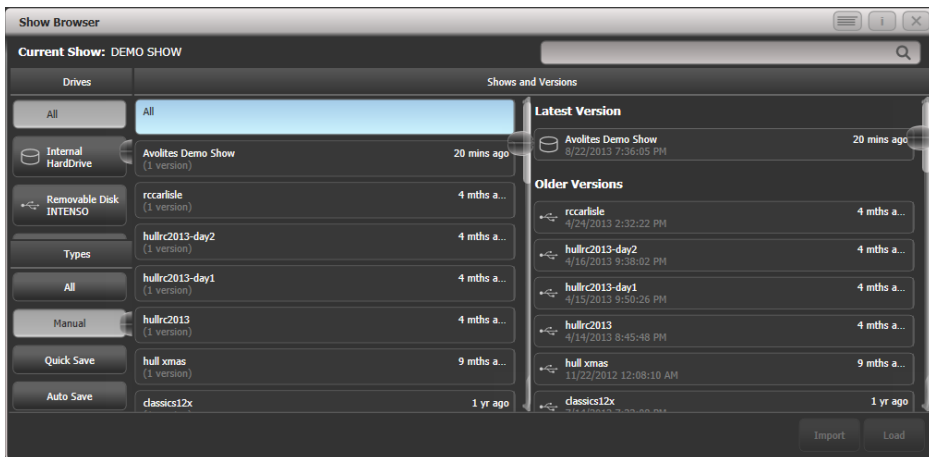 Show Browser
Current Show: DEMO SHOW
Drives
Shows and Versions
All
Internal
HardDrive
Removable Disk
INTENSO
Types
All
Manual
Quick Save
Auto Save
All
Avolites Demo Show
20 mins ago
(1 version)
rccarlisle
4 mths a...
(1 version)
hullrc2013-day2
4 mths a...
(1 version)
hullrc2013-day1
4 mths a...
(1 version)
hullrc2013
4 mths a...
(1 version)
hull xmas
9 mths a...
(1 version)
classics12x
1 yr ago
Latest Version
Avolites Demo Show
20 mins ago
8/22/2013 7:36:05 PM
Older Versions
rccarlisle
4 mths a...
4/24/2013 2:32:22 PM
hullrc2013-day2
4 mths a...
4/16/2013 9:38:02 PM
hullrc2013-day1
4 mths a...
4/15/2013 9:50:26 PM
hullrc2013
4 mths a...
4/14/2013 8:45:48 PM
hull xmas
9 mths a...
11/22/2012 12:08:10 AM
classics12x
1 yr ago
Import
Load